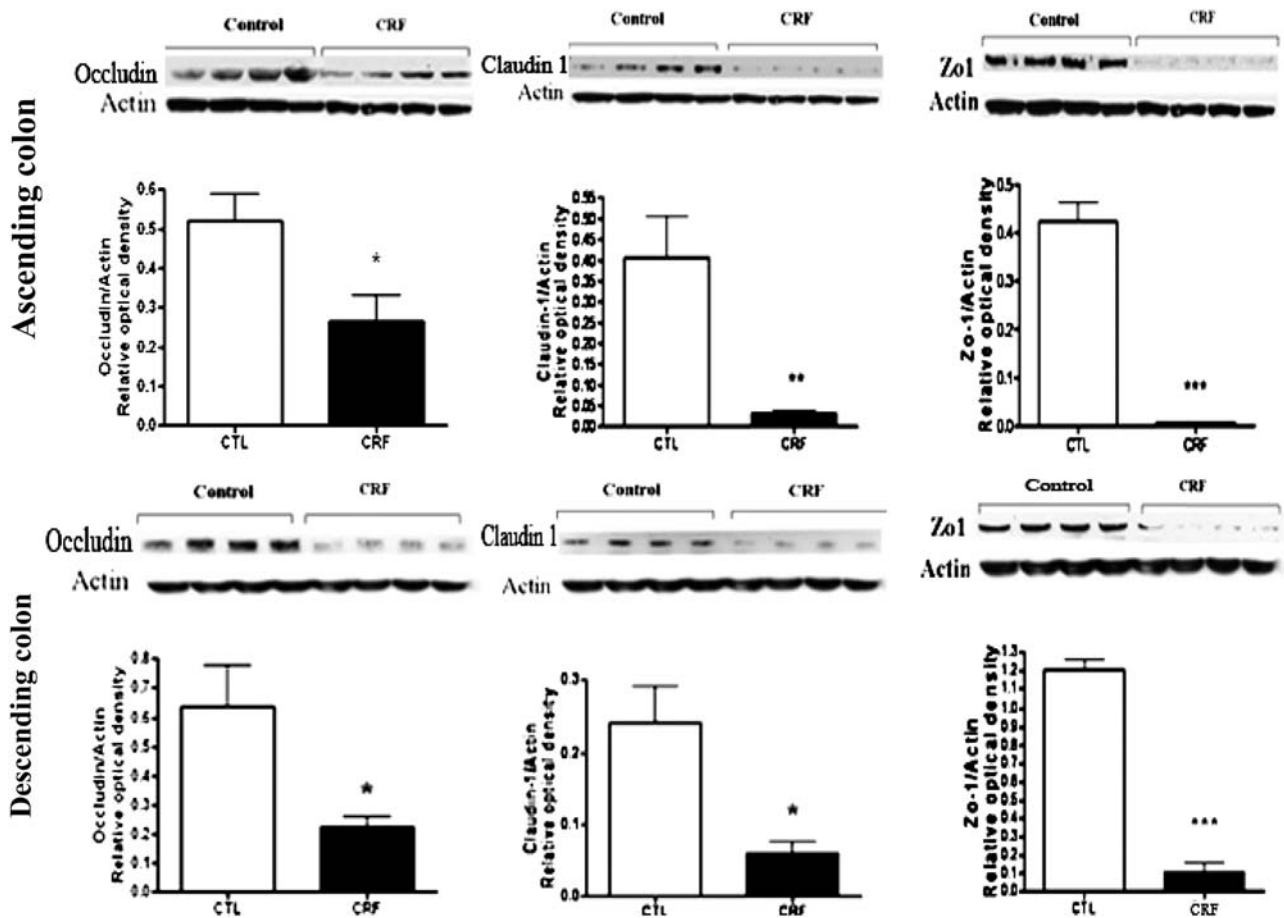 Ascending colon
Control CRF
Occludin
Actin
Occludin/Actin
Relative optical density
0.6
0.5
0.4
0.3
0.2
0.1
0.0
*
CTL CRF
Control CRF
Claudin 1
Actin
Claudin-1/Actin
Relative optical density
0.55
0.50
0.45
0.40
0.35
0.30
0.25
0.20
0.15
0.10
0.05
0.00
**
CTL CRF
Control CRF
Zo1
Actin
Zo-1/Actin
Relative optical density
0.5
0.4
0.3
0.2
0.1
0.0
***
CTL CRF
Descending colon
Control CRF
Occludin
Actin
Occludin/Actin
Relative optical density
0.8
0.7
0.6
0.5
0.4
0.3
0.2
0.1
0.0
*
CTL CRF
Control CRF
Claudin 1
Actin
Claudin-1/Actin
Relative optical density
0.3
0.2
0.1
0.0
*
CTL CRF
Control CRF
Zo1
Actin
Zo-1/Actin
Relative optical density
1.3
1.2
1.1
1.0
0.9
0.8
0.7
0.6
0.5
0.4
0.3
0.2
0.1
0.0
***
CTL CRF